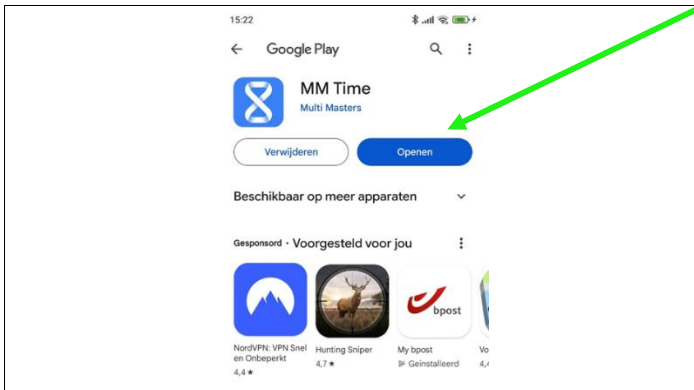 15:22
Google Play
MM Time
Multi Masters
Verwijderen
Openen
Beschikbaar op meer apparaten
Gesponsord · Voorgesteld voor jou
bpost
NordVPN: VPN Snel
en Onbeperkt
4,4 ★
Hunting Sniper
4,7 ★
My bpost
Geïnstalleerd
Vo
4,4